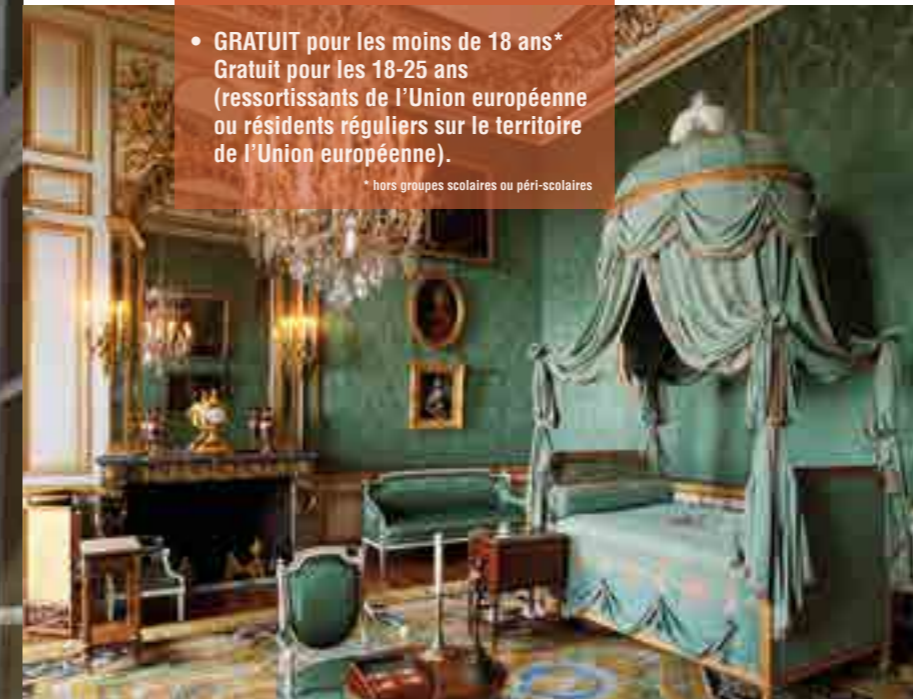 • GRATUIT pour les moins de 18 ans*
Gratuit pour les 18-25 ans
(ressortissants de l’Union européenne
ou résidents réguliers sur le territoire
de l’Union européenne).
* hors groupes scolaires ou péri-scolaires